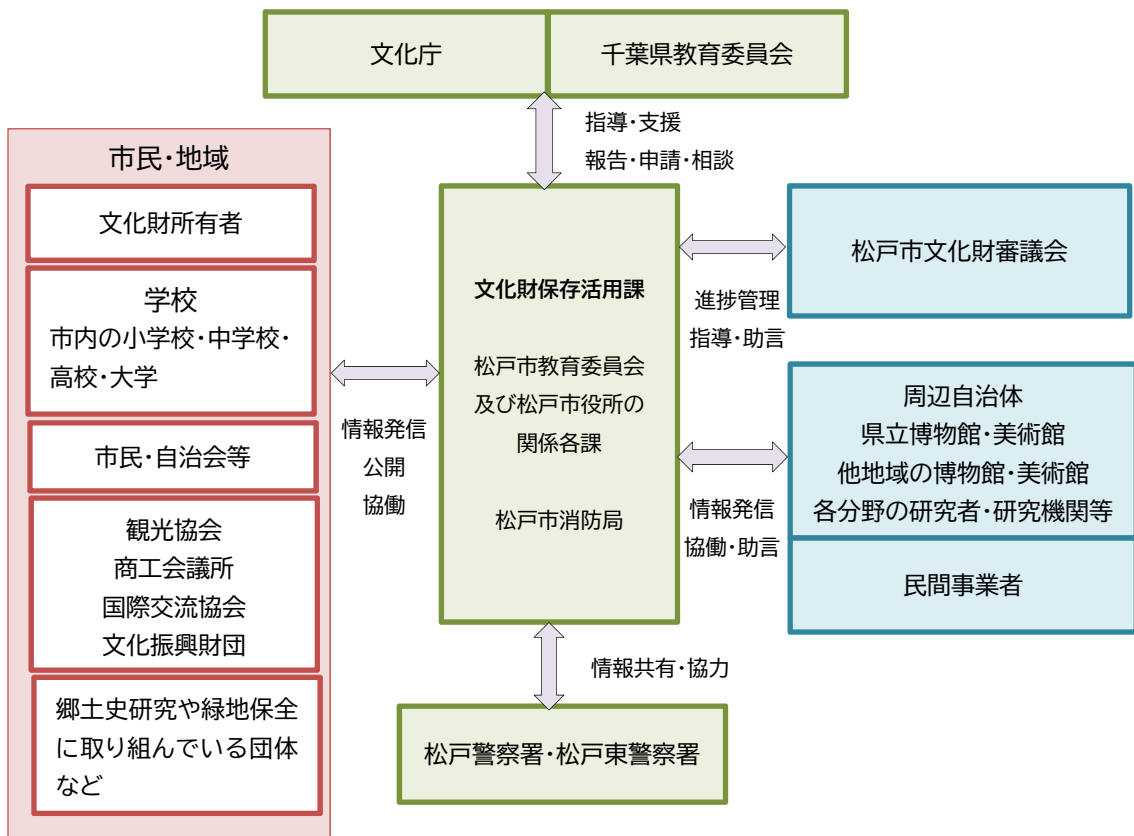 文化庁
千葉県教育委員会
指導・支援
報告・申請・相談
市民・地域
文化財所有者
学校
市内の小学校・中学校・
高校・大学
市民・自治会等
観光協会
商工会議所
国際交流協会
文化振興財団
郷土史研究や緑地保全
に取り組んでいる団体
など
情報発信
公開
協働
文化財保存活用課
松戸市教育委員会
及び松戸市役所の
関係各課
松戸市消防局
進捗管理
指導・助言
松戸市文化財審議会
情報発信
協働・助言
周辺自治体
県立博物館・美術館
他地域の博物館・美術館
各分野の研究者・研究機関等
民間事業者
情報共有・協力
松戸警察署・松戸東警察署